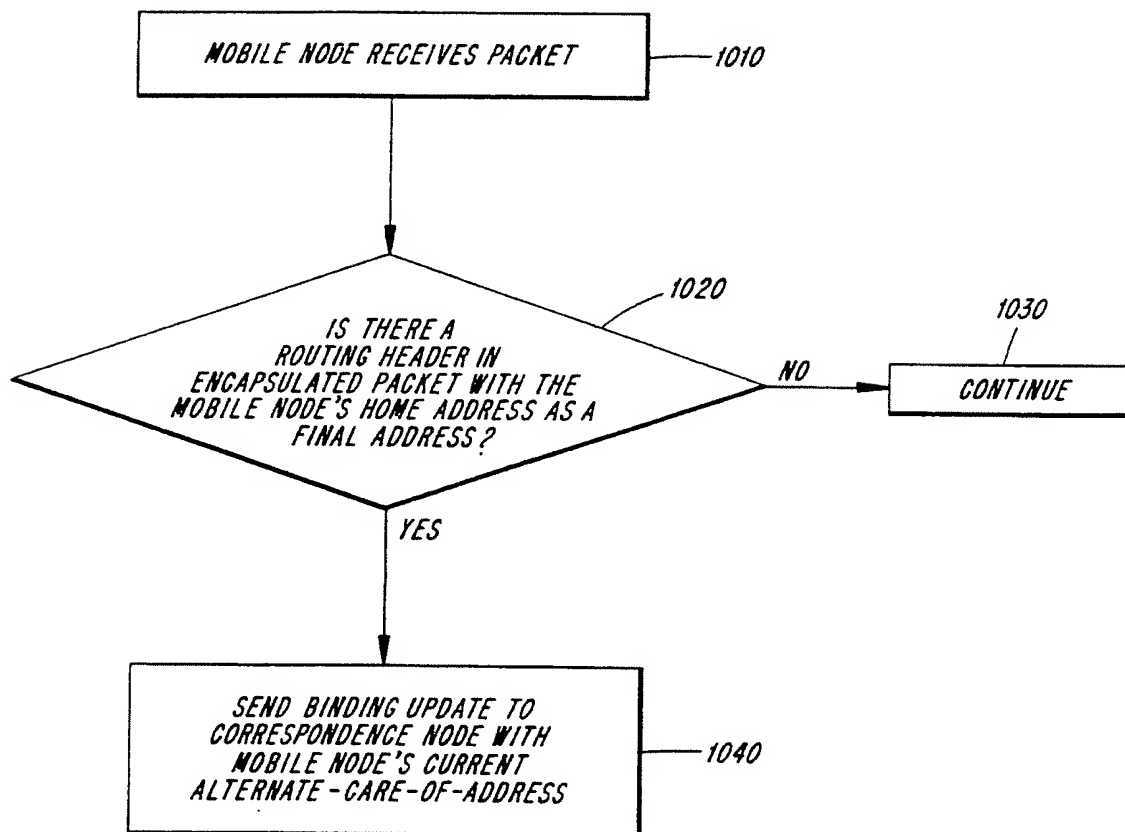 MOBILE NODE RECEIVES PACKET
1010
1020
IS THERE A
ROUTING HEADER IN
ENCAPSULATED PACKET WITH THE
MOBILE NODE'S HOME ADDRESS AS A
FINAL ADDRESS?
NO
1030
CONTINUE
YES
SEND BINDING UPDATE TO
CORRESPONDENCE NODE WITH
MOBILE NODE'S CURRENT
ALTERNATE-CARE-OF-ADDRESS
1040